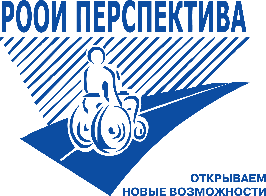 РООИ ПЕРСПЕКТИВА
ОТКРЫВАЕМ
НОВЫЕ ВОЗМОЖНОСТИ